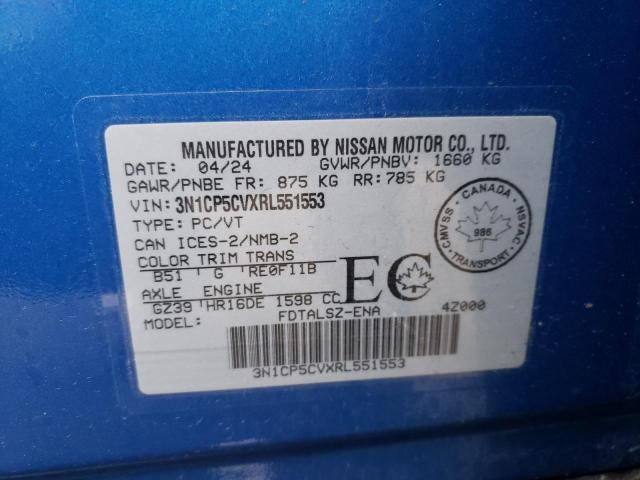 MANUFACTURED BY NISSAN MOTOR CO., LTD.
DATE: 04/24 GVWR/PNBV: 1660 KG
GAWR/PNBE FR: 875 KG RR: 785 KG
VIN: 3N1CP5CVXRL551553
TYPE: PC/VT
CAN ICES-2/NMB-2
COLOR TRIM TRANS
B51 G RE0F11B
AXLE ENGINE
GZ39 HR16DE 1598 CC
MODEL: FDTALSZ-ENA 4Z000
3N1CP5CVXRL551553
EC
CANADA
CMVSS
NSVAC
986
TRANSPORT